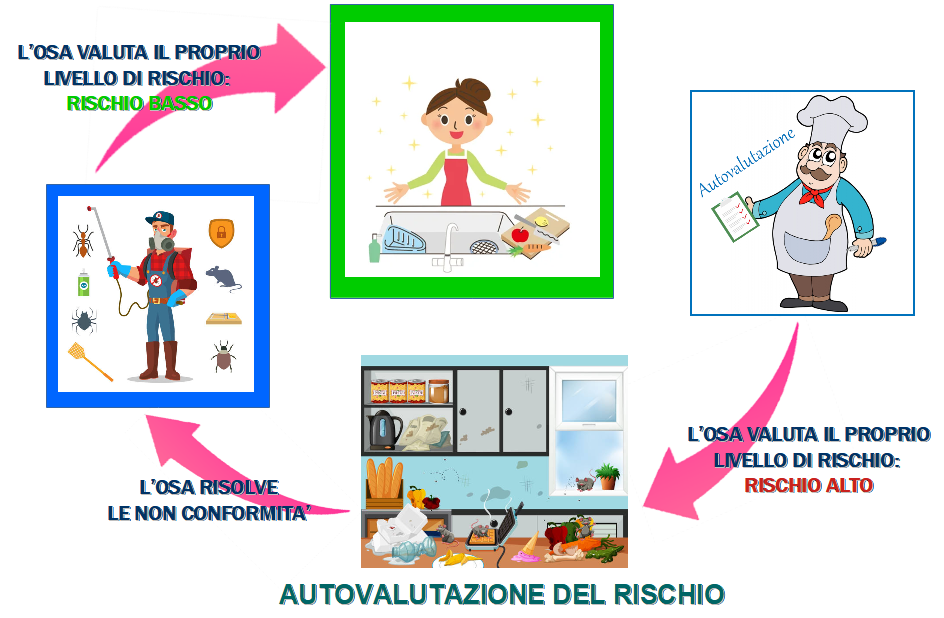 L'OSA VALUTA IL PROPRIO
LIVELLO DI RISCHIO:
RISCHIO BASSO
Autovalutazione
L'OSA VALUTA IL PROPRIO
LIVELLO DI RISCHIO:
RISCHIO ALTO
L'OSA RISOLVE
LE NON CONFORMITA'
AUTOVALUTAZIONE DEL RISCHIO